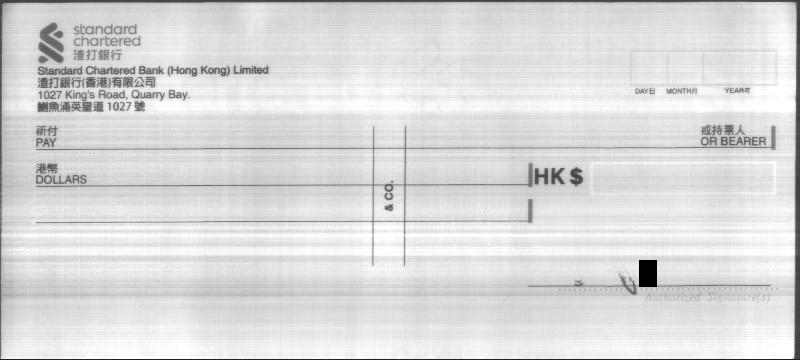 standard
chartered
渣打銀行
Standard Chartered Bank (Hong Kong) Limited
渣打銀行(香港)有限公司
1027 King's Road, Quarry Bay.
鰂魚涌英皇道 1027 號
DAY日 MONTH月 YEAR年
祈付
PAY
或持票人
OR BEARER
港幣
DOLLARS
HK $
& CO.
Authorized Signature(s)